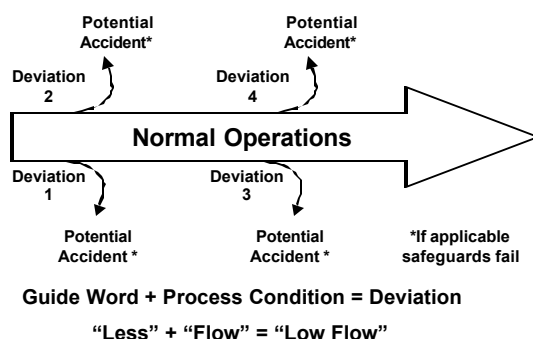 Potential
Accident*
Potential
Accident*
Deviation
2
Deviation
4
Normal Operations
Deviation
1
Deviation
3
Potential
Accident *
Potential
Accident *
*If applicable
safeguards fail
Guide Word + Process Condition = Deviation
“Less” + “Flow” = “Low Flow”